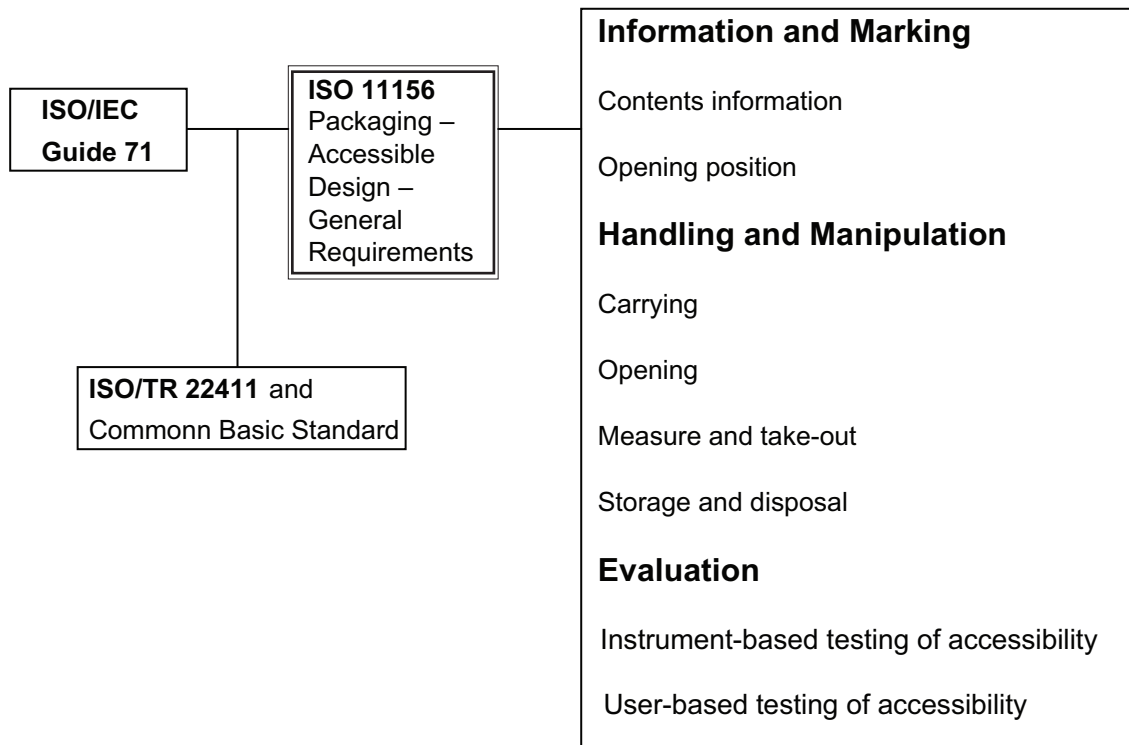 ISO/IEC
Guide 71
ISO 11156
Packaging –
Accessible
Design –
General
Requirements
ISO/TR 22411 and
Commonn Basic Standard
Information and Marking
Contents information
Opening position
Handling and Manipulation
Carrying
Opening
Measure and take-out
Storage and disposal
Evaluation
Instrument-based testing of accessibility
User-based testing of accessibility